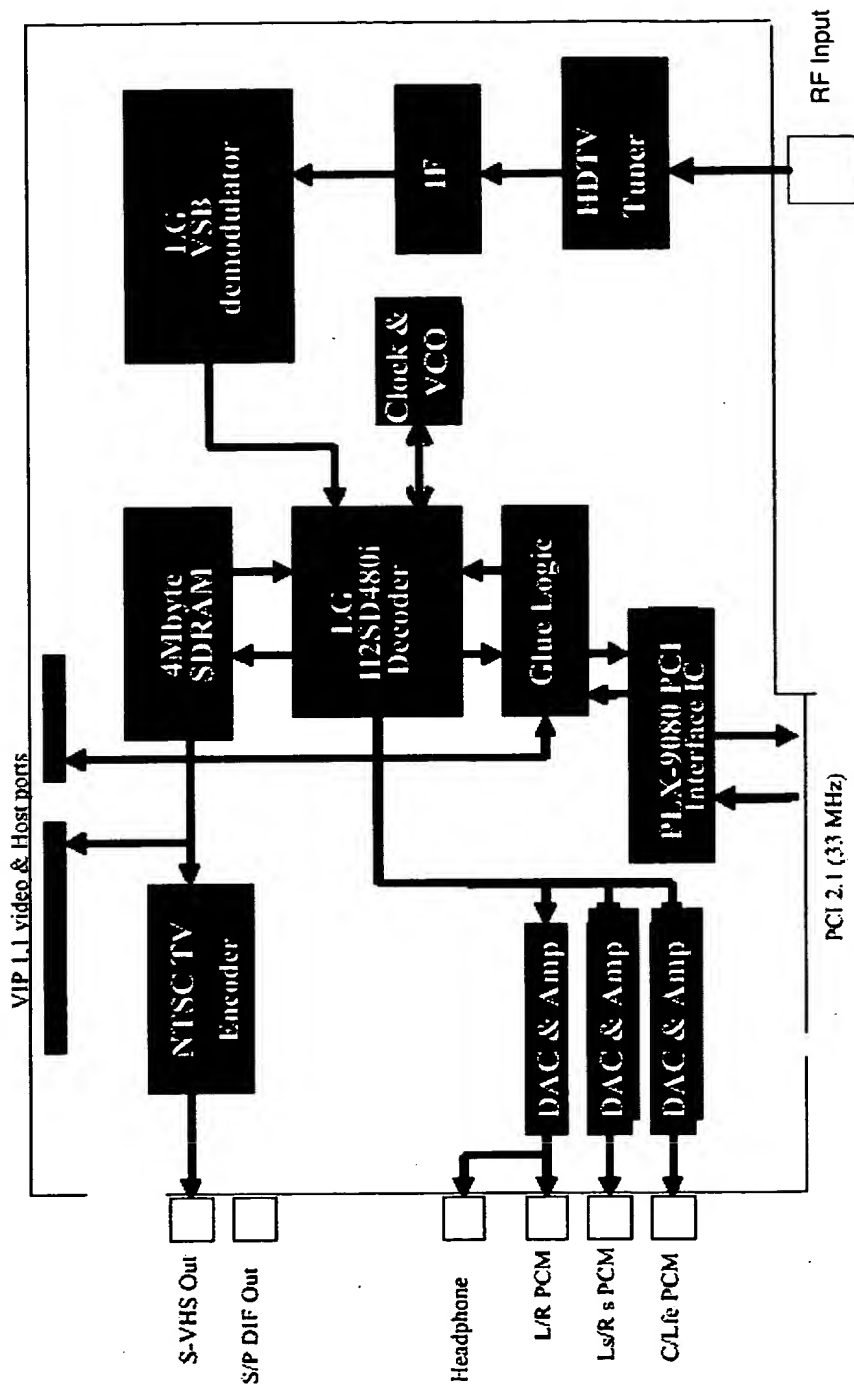 VIP 1.1 video & Host ports
NTSC TV
Encoder
4Mbyte
SDRAM
LG
VSB
demodulator
LG
H2SD480i
Decoder
Clock &
VCO
IF
HDTV
Tuner
RF Input
Glue Logic
PLX-9080 PCI
Interface IC
PCI 2.1 (33 MHz)
DAC & Amp
DAC & Amp
DAC & Amp
S-VHS Out
S/P DIF Out
Headphone
L/R PCM
Ls/R s PCM
C/Lfe PCM